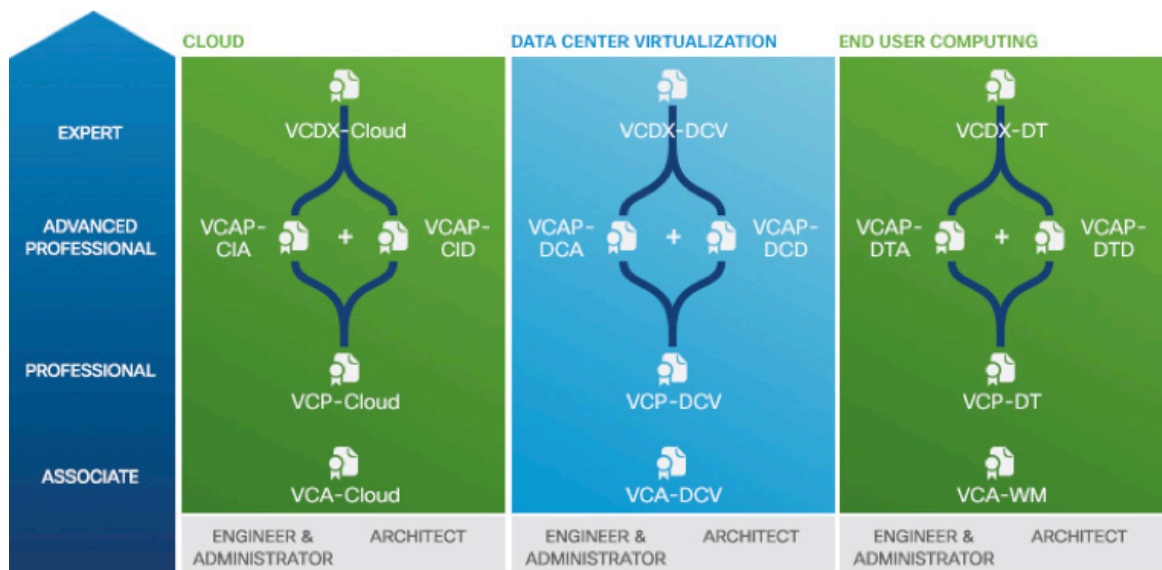 CLOUD
DATA CENTER VIRTUALIZATION
END USER COMPUTING
EXPERT
VCDX-Cloud
VCDX-DCV
VCDX-DT
ADVANCED
PROFESSIONAL
VCAP-
CIA
+
VCAP-
CID
VCAP-
DCA
+
VCAP-
DCD
VCAP-
DTA
+
VCAP-
DTD
PROFESSIONAL
VCP-Cloud
VCP-DCV
VCP-DT
ASSOCIATE
VCA-Cloud
VCA-DCV
VCA-WM
ENGINEER &
ADMINISTRATOR
ARCHITECT
ENGINEER &
ADMINISTRATOR
ARCHITECT
ENGINEER &
ADMINISTRATOR
ARCHITECT